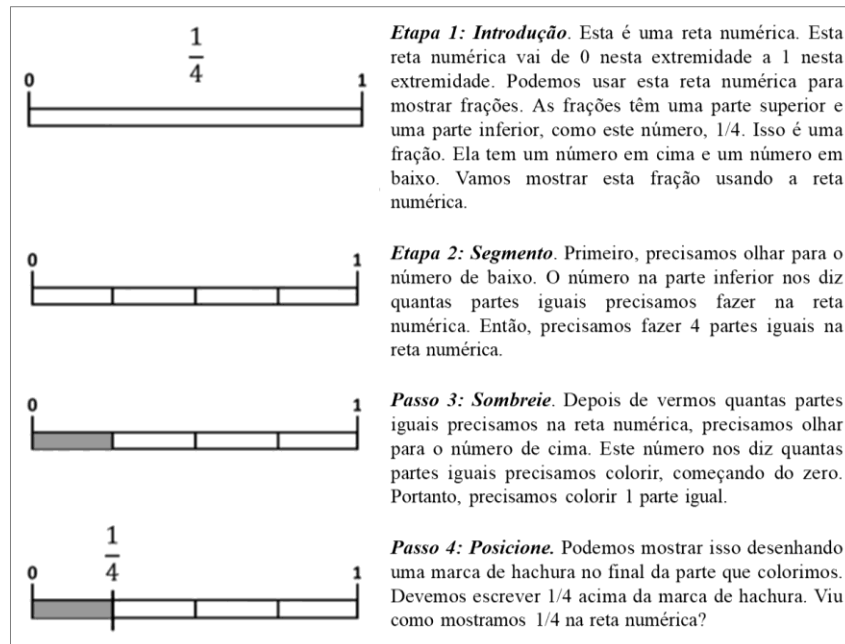 1
4
0 1
Etapa 1: Introdução. Esta é uma reta numérica. Esta
reta numérica vai de 0 nesta extremidade a 1 nesta
extremidade. Podemos usar esta reta numérica para
mostrar frações. As frações têm uma parte superior e
uma parte inferior, como este número, 1/4. Isso é uma
fração. Ela tem um número em cima e um número em
baixo. Vamos mostrar esta fração usando a reta
numérica.
0 1
Etapa 2: Segmento. Primeiro, precisamos olhar para o
número de baixo. O número na parte inferior nos diz
quantas partes iguais precisamos fazer na reta
numérica. Então, precisamos fazer 4 partes iguais na
reta numérica.
0 1
Passo 3: Sombreie. Depois de vermos quantas partes
iguais precisamos na reta numérica, precisamos olhar
para o número de cima. Este número nos diz quantas
partes iguais precisamos colorir, começando do zero.
Portanto, precisamos colorir 1 parte igual.
1
4
0 1
Passo 4: Posicione. Podemos mostrar isso desenhando
uma marca de hachura no final da parte que colorimos.
Devemos escrever 1/4 acima da marca de hachura. Viu
como mostramos 1/4 na reta numérica?